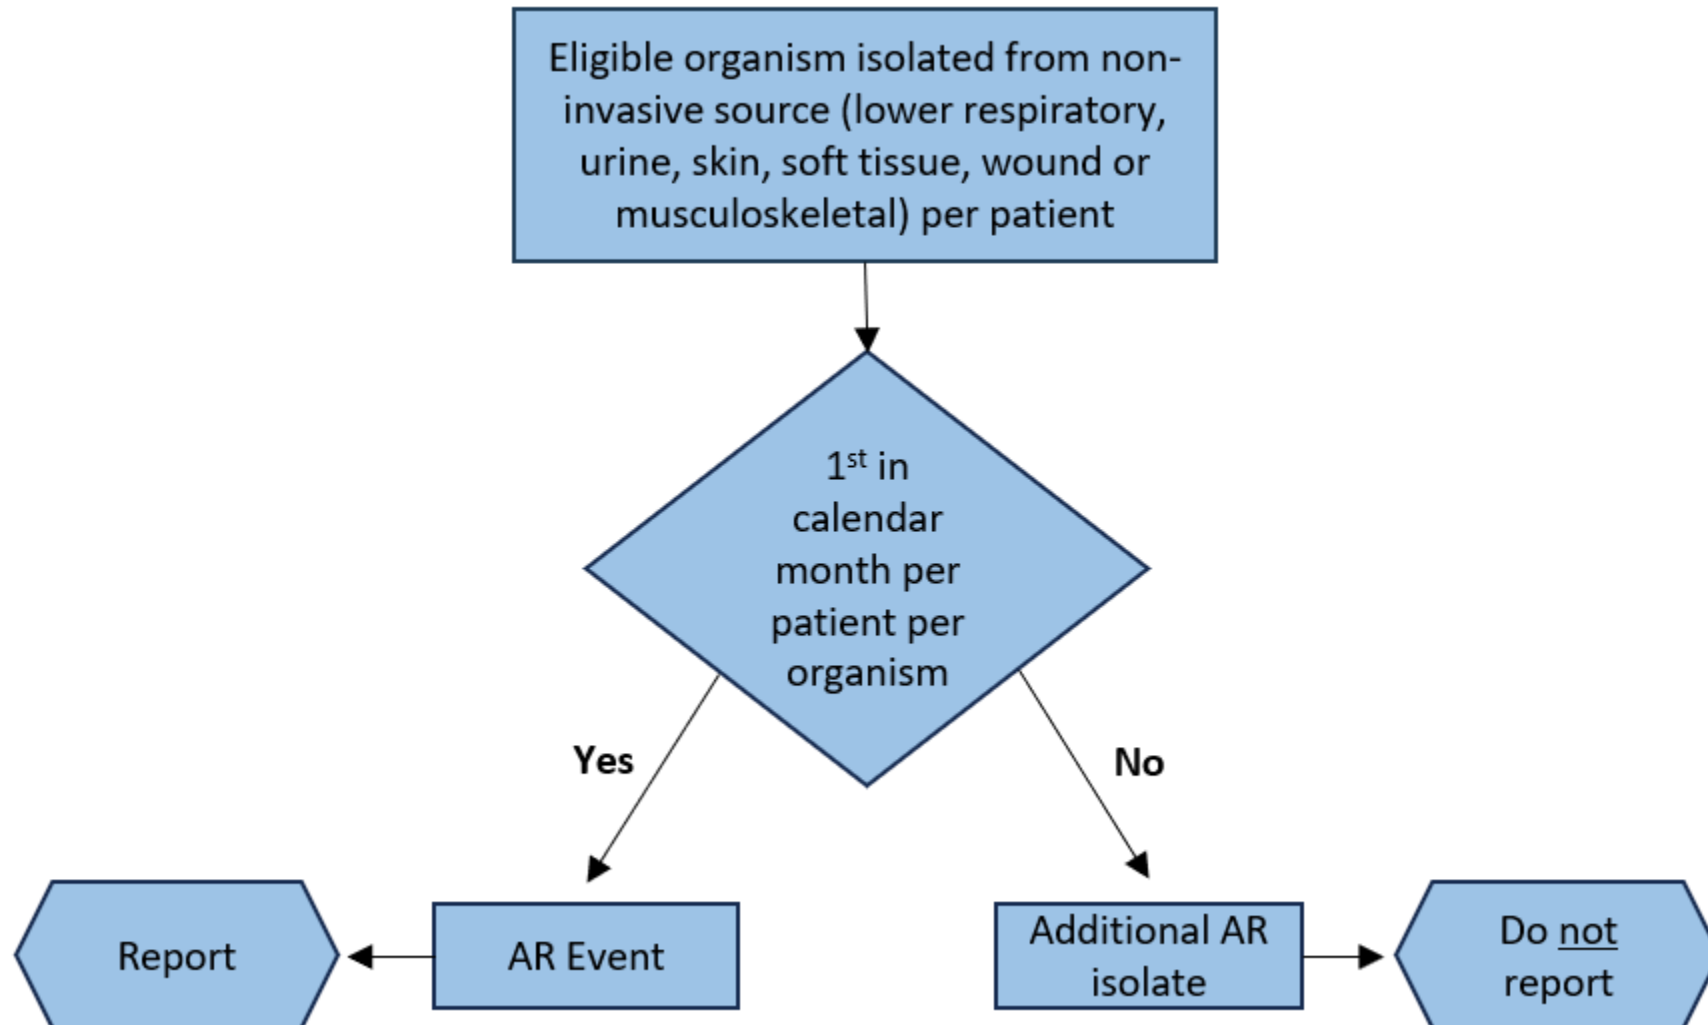 Eligible organism isolated from non-
invasive source (lower respiratory,
urine, skin, soft tissue, wound or
musculoskeletal) per patient
1st in
calendar
month per
patient per
organism
Yes
No
Report
AR Event
Additional AR
isolate
Do not
report